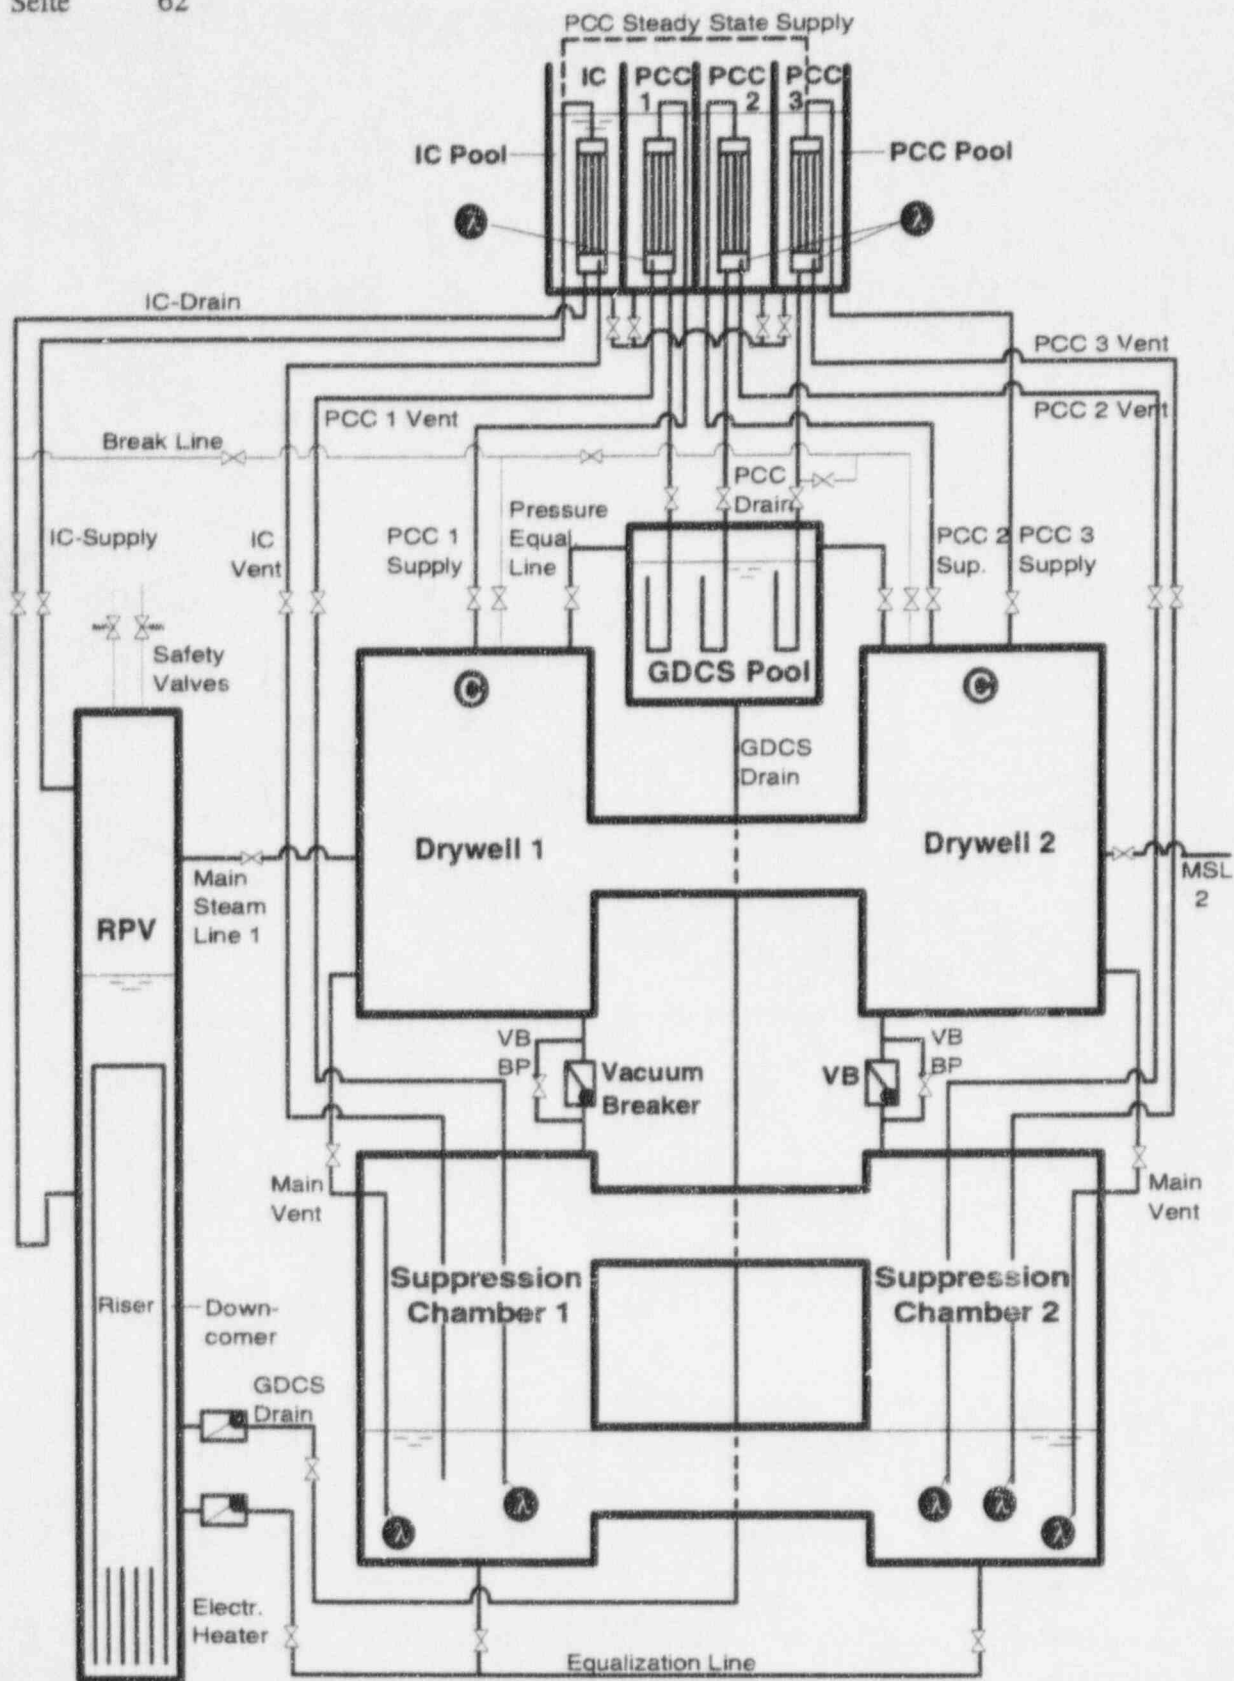 Seite 62
PCC Steady State Supply
IC
PCC
1
PCC
2
PCC
3
IC Pool
PCC Pool
λ
λ
IC-Drain
PCC 3 Vent
PCC 1 Vent
PCC 2 Vent
Break Line
PCC
Drain
IC-Supply
IC
Vent
PCC 1
Supply
Pressure
Equal.
Line
PCC 2
Sup.
PCC 3
Supply
Safety
Valves
GDCS Pool
C
C
GDCS
Drain
Drywell 1
Drywell 2
Main
Steam
Line 1
MSL
2
RPV
VB
BP
Vacuum
Breaker
VB
VB
BP
Main
Vent
Main
Vent
Suppression
Chamber 1
Suppression
Chamber 2
Riser
Down-
comer
GDCS
Drain
λ
λ
λ
λ
λ
Electr.
Heater
Equalization Line